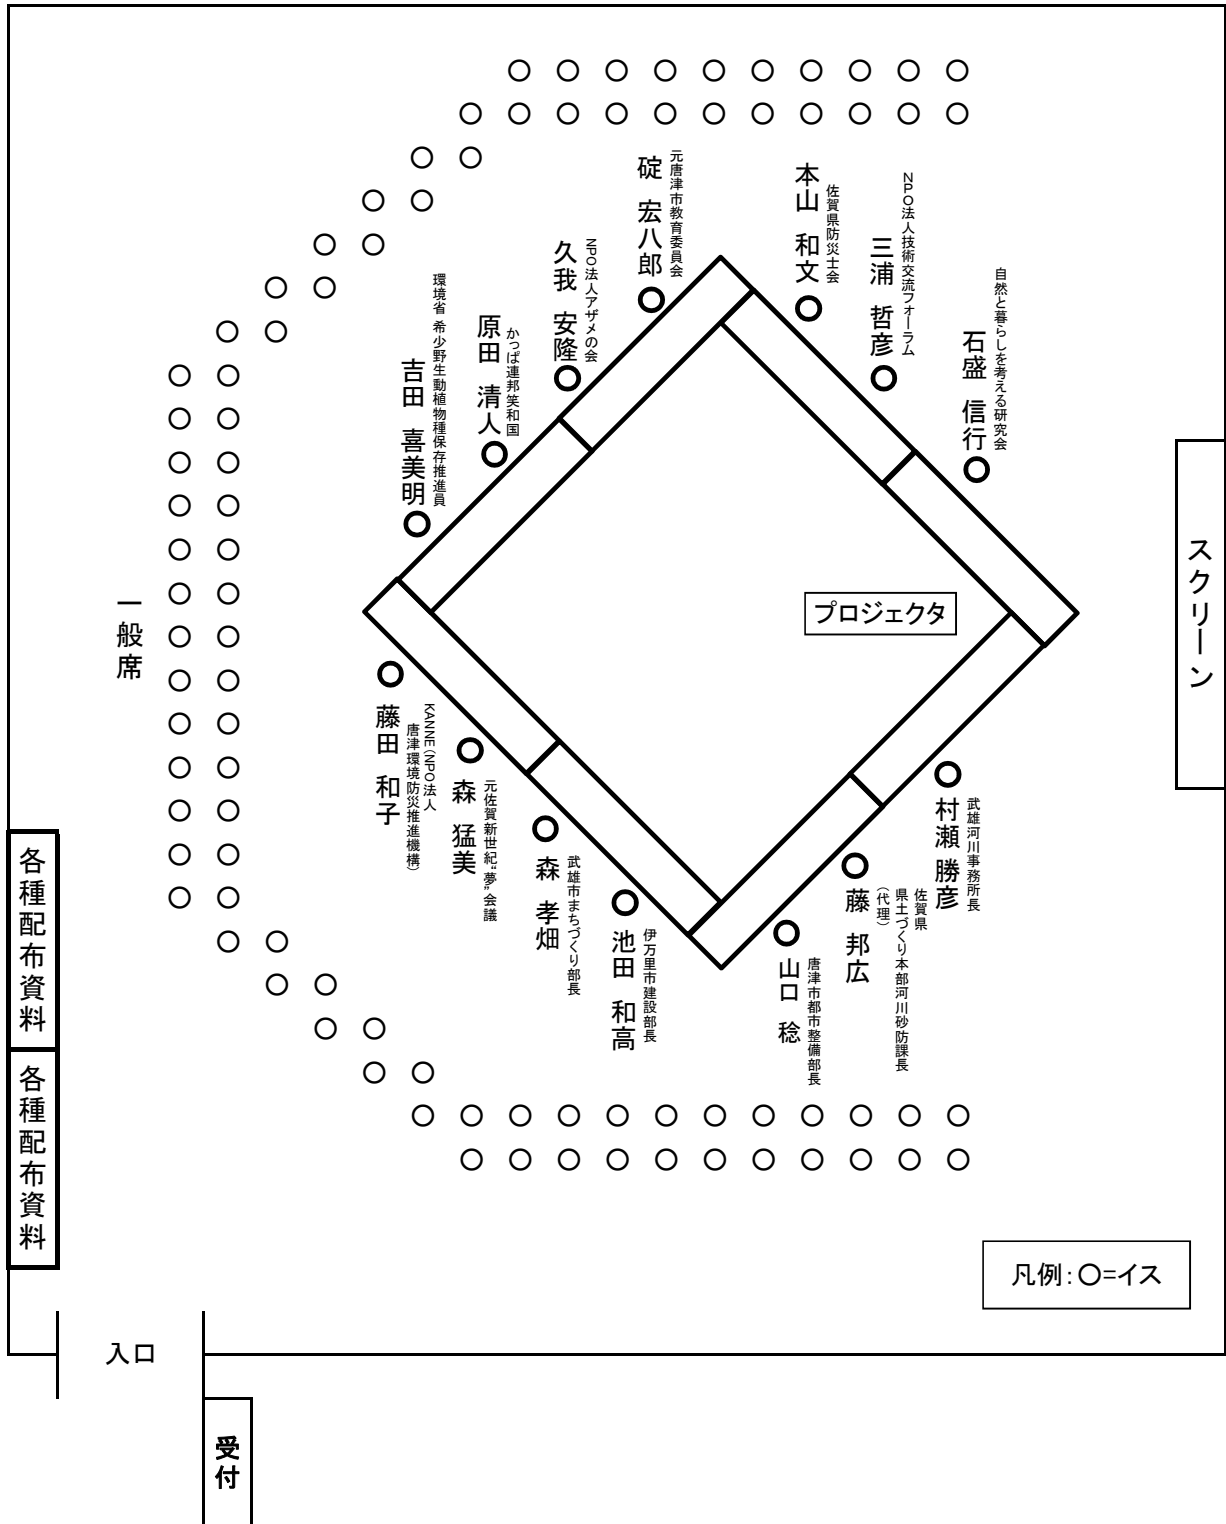 元唐津市教育委員会
碇 宏八郎
佐賀県防災士会
本山 和文
NPO法人技術交流フォーラム
三浦 哲彦
自然と暮らしを考える研究会
石盛 信行
NPO法人アザメの会
久我 安隆
かっぱ連邦笑和国
原田 清人
環境省 希少野生動植物種保存推進員
吉田 喜美明
スクリーン
プロジェクタ
一般席
KANNE(NPO法人
唐津環境防災推進機構)
藤田 和子
元佐賀新世紀“夢”会議
森 猛美
武雄市まちづくり部長
森 孝畑
伊万里市建設部長
池田 和高
唐津市都市整備部長
山口 稔
佐賀県
県土づくり本部河川砂防課長
(代理)
藤 邦広
武雄河川事務所長
村瀬 勝彦
各種配布資料
各種配布資料
凡例:○=イス
入口
受付